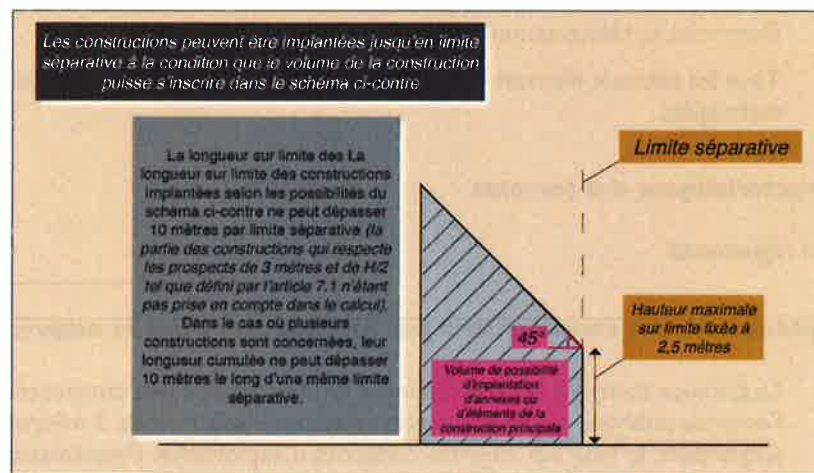 Les constructions peuvent être implantées jusqu'en limite
séparative à la condition que le volume de la construction
puisse s'inscrire dans le schéma ci-contre
La longueur sur limite des La
longueur sur limite des constructions
implantées selon les possibilités du
schéma ci-contre ne peut dépasser
10 mètres par limite séparative (la
partie des constructions qui respecte
les prospects de 3 mètres et de H/2
tel que défini par l'article 7.1 n'étant
pas prise en compte dans le calcul).
Dans le cas où plusieurs
constructions sont concernées, leur
longueur cumulée ne peut dépasser
10 mètres le long d'une même limite
séparative.
Limite séparative
45°
Hauteur maximale
sur limite fixée à
2,5 mètres
Volume de possibilité
d'implantation
d'annexes ou
d'éléments de la
construction principale